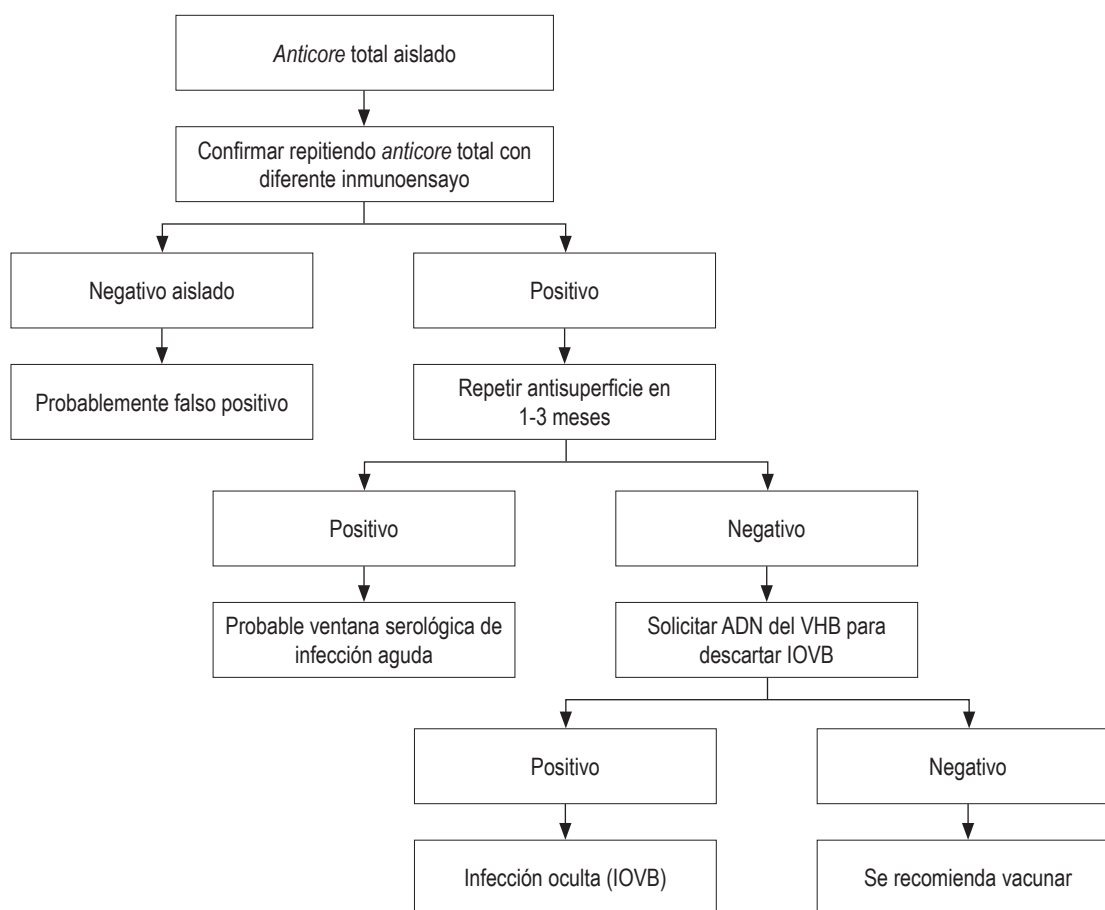 Anticore total aislado
Confirmar repitiendo anticore total con
diferente inmunoensayo
Negativo aislado
Positivo
Probablemente falso positivo
Repetir antisuperficie en
1-3 meses
Positivo
Negativo
Probable ventana serológica de
infección aguda
Solicitar ADN del VHB para
descartar IOVB
Positivo
Negativo
Infección oculta (IOVB)
Se recomienda vacunar